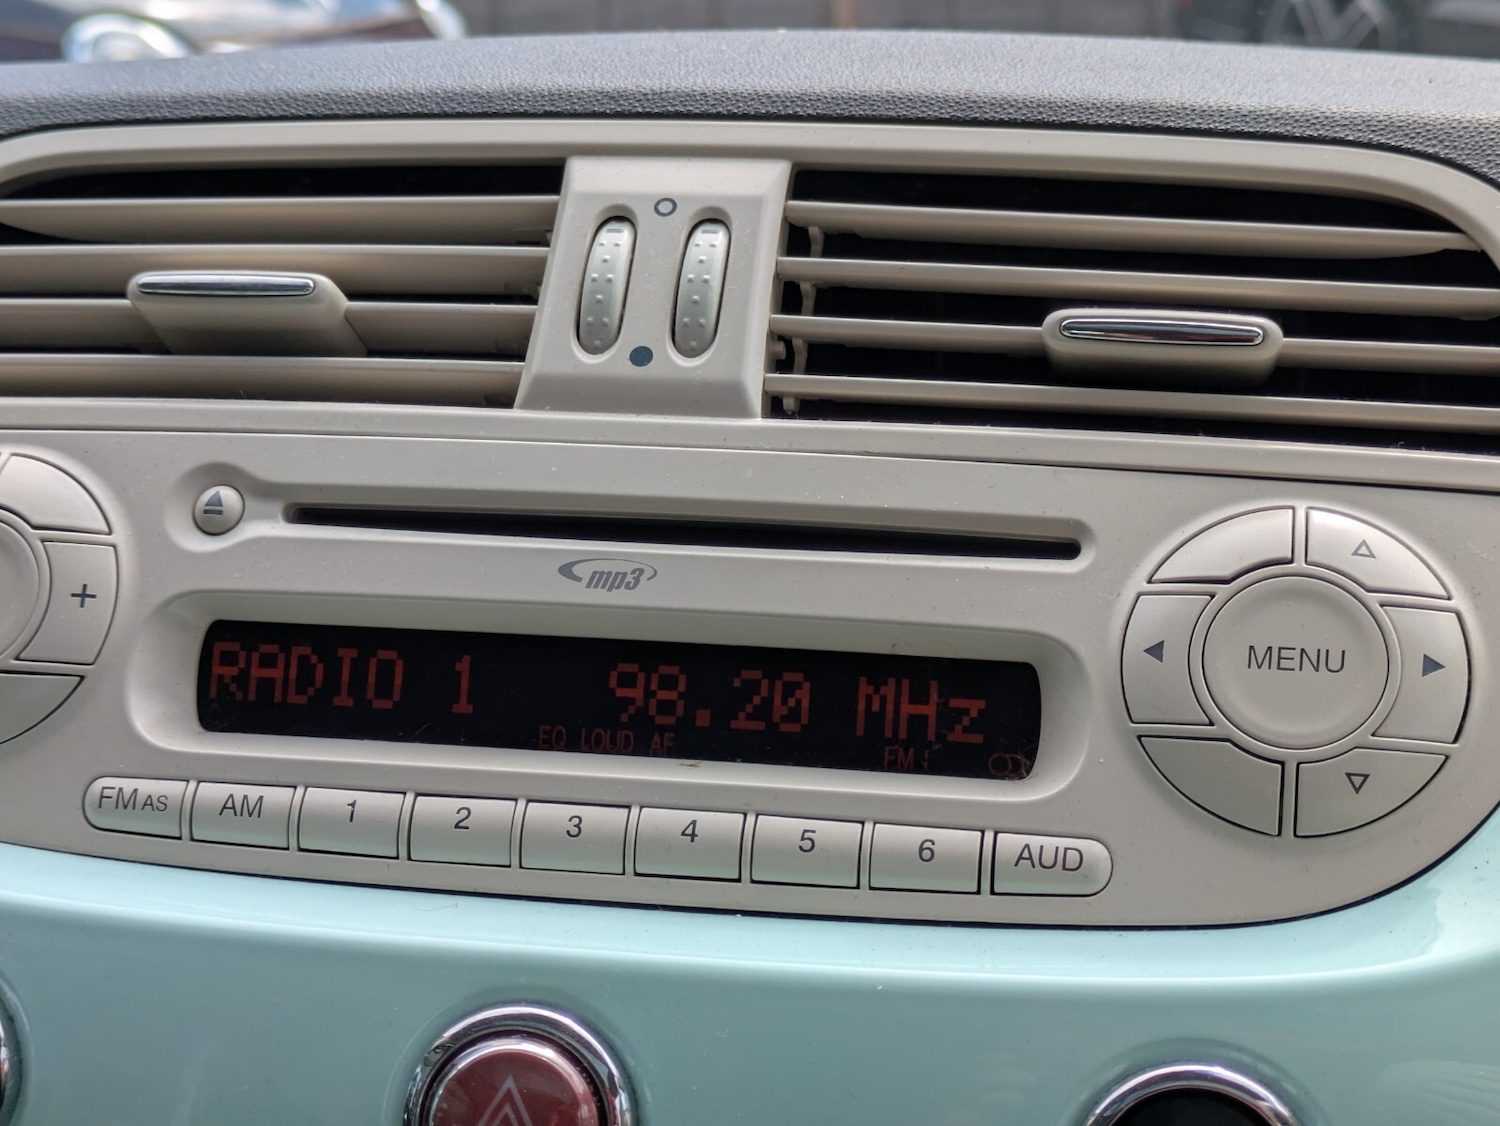 mp3
RADIO 1 98.20 MHz
EQ LOUD AF FM
FM AS AM 1 2 3 4 5 6 AUD
MENU
+